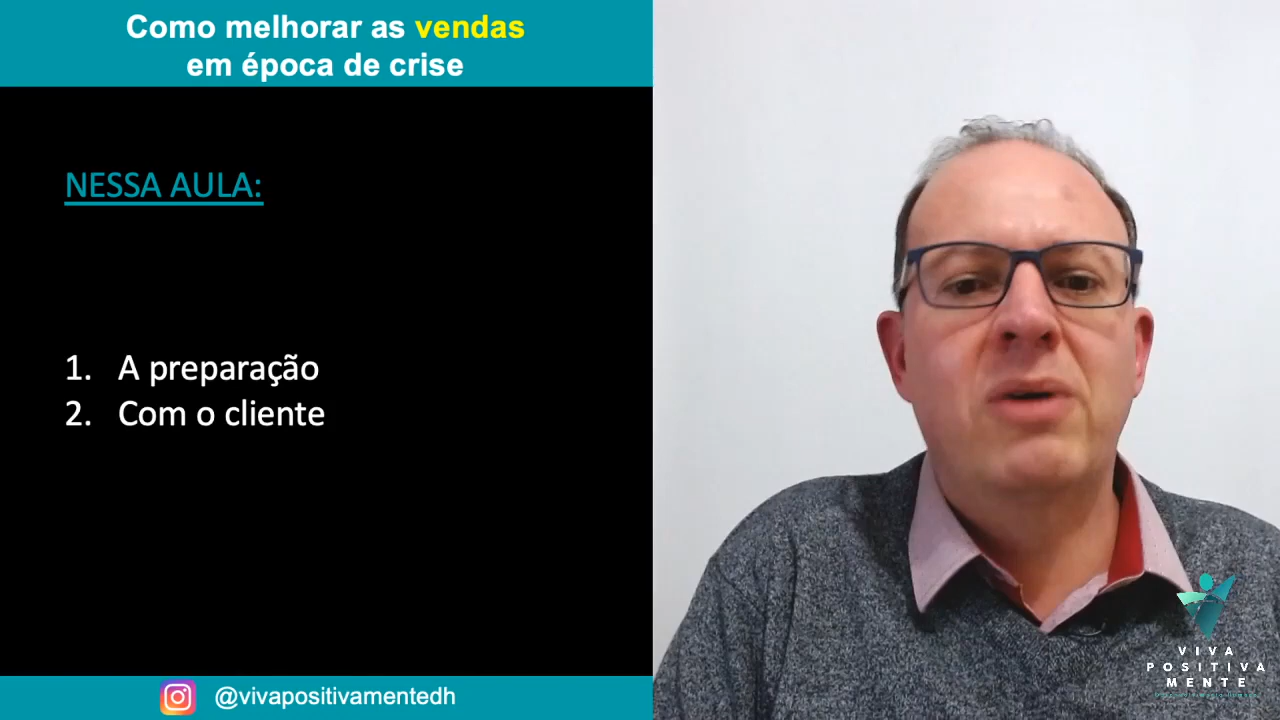 Como melhorar as vendas
em época de crise
NESSA AULA:
1. A preparação
2. Com o cliente
@vivapositivamentedh
VIVA
POSITIVA
MENTE